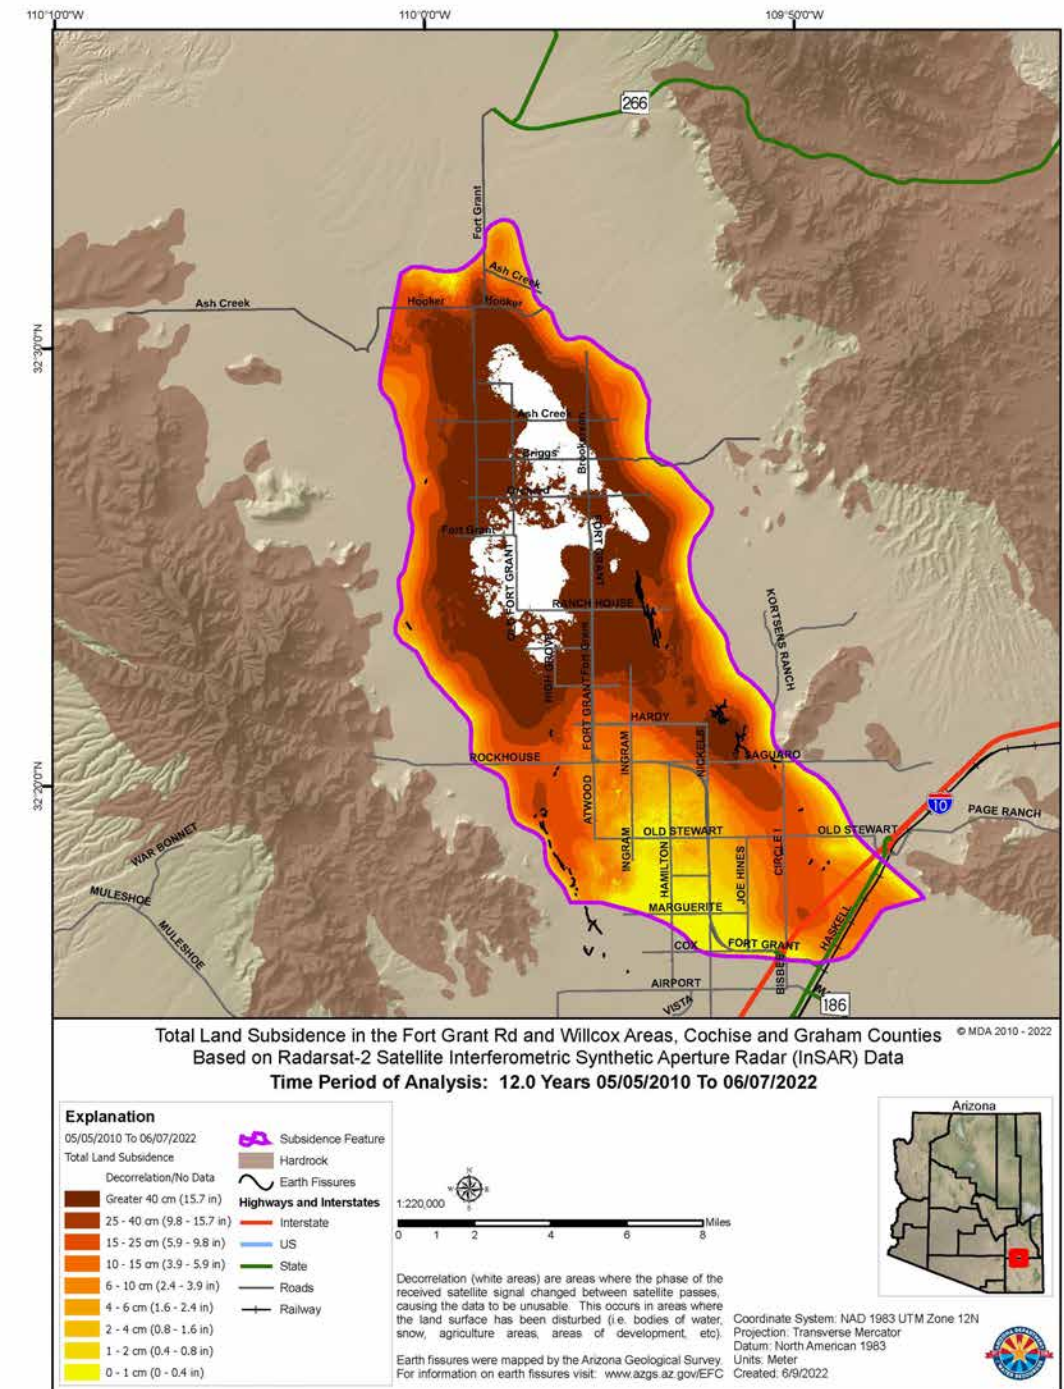 110°10'0"W
110°0'0"W
109°50'0"W
266
Fort Grant
Ash Creek
Ash Creek
Hooker
Hooker
32°30'0"N
Ash Creek
Brookerson
Briggs
Orchard
Fort Grant
FORT GRANT
OLD FORT GRANT
RANCH HOUSE
KORTSENS RANCH
HIGH GROVE
Fort Grant
FORT GRANT
HARDY
INGRAM
NICKELS
ROCKHOUSE
SAGUARO
32°20'0"N
ATWOOD
10
PAGE RANCH
WAR BONNET
INGRAM
OLD STEWART
OLD STEWART
HAMILTON
JOE HINES
CIRCLE I
MULESHOE
MULESHOE
MARGUERITE
HASKELL
COX
FORT GRANT
BISBEE
AIRPORT
VISTA
186
Total Land Subsidence in the Fort Grant Rd and Willcox Areas, Cochise and Graham Counties
© MDA 2010 - 2022
Based on Radarsat-2 Satellite Interferometric Synthetic Aperture Radar (InSAR) Data
Time Period of Analysis: 12.0 Years 05/05/2010 To 06/07/2022
Explanation
05/05/2010 To 06/07/2022
Total Land Subsidence
Decorrelation/No Data
Greater 40 cm (15.7 in)
25 - 40 cm (9.8 - 15.7 in)
15 - 25 cm (5.9 - 9.8 in)
10 - 15 cm (3.9 - 5.9 in)
6 - 10 cm (2.4 - 3.9 in)
4 - 6 cm (1.6 - 2.4 in)
2 - 4 cm (0.8 - 1.6 in)
1 - 2 cm (0.4 - 0.8 in)
0 - 1 cm (0 - 0.4 in)
Subsidence Feature
Hardrock
Earth Fissures
Highways and Interstates
Interstate
US
State
Roads
Railway
N
W E
S
1:220,000
Miles
0 1 2 4 6 8
Decorrelation (white areas) are areas where the phase of the
received satellite signal changed between satellite passes,
causing the data to be unusable. This occurs in areas where
the land surface has been disturbed (i.e. bodies of water,
snow, agriculture areas, areas of development, etc).
Earth fissures were mapped by the Arizona Geological Survey.
For information on earth fissures visit: www.azgs.az.gov/EFC
Arizona
Coordinate System: NAD 1983 UTM Zone 12N
Projection: Transverse Mercator
Datum: North American 1983
Units: Meter
Created: 6/9/2022